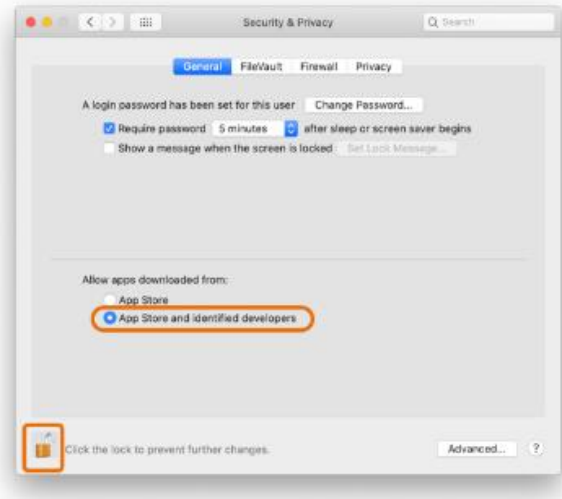 Security & Privacy
Search
General FileVault Firewall Privacy
A login password has been set for this user Change Password...
Require password 5 minutes after sleep or screen saver begins
Show a message when the screen is locked Set Lock Message...
Allow apps downloaded from:
App Store
App Store and identified developers
Click the lock to prevent further changes.
Advanced... ?